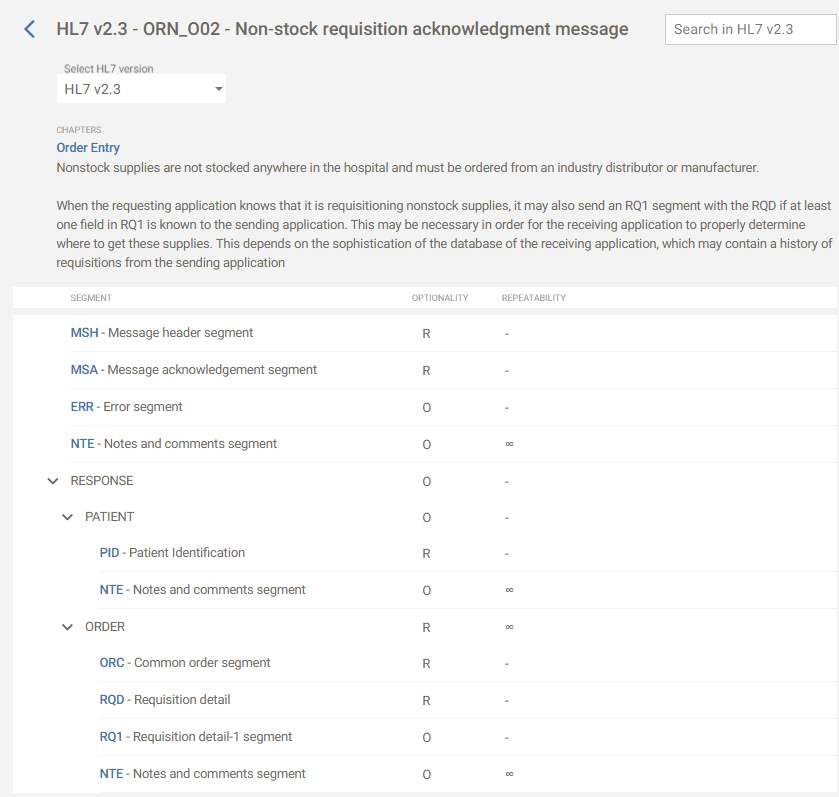 HL7 v2.3 - ORN_O02 - Non-stock requisition acknowledgment message
Search in HL7 v2.3
Select HL7 version
HL7 v2.3
CHAPTERS
Order Entry
Nonstock supplies are not stocked anywhere in the hospital and must be ordered from an industry distributor or manufacturer.
When the requesting application knows that it is requisitioning nonstock supplies, it may also send an RQ1 segment with the RQD if at least
one field in RQ1 is known to the sending application. This may be necessary in order for the receiving application to properly determine
where to get these supplies. This depends on the sophistication of the database of the receiving application, which may contain a history of
requisitions from the sending application
SEGMENT OPTIONALITY REPEATABILITY
MSH - Message header segment R -
MSA - Message acknowledgement segment R -
ERR - Error segment O -
NTE - Notes and comments segment O ∞
RESPONSE O -
PATIENT O -
PID - Patient Identification R -
NTE - Notes and comments segment O ∞
ORDER R ∞
ORC - Common order segment R -
RQD - Requisition detail R -
RQ1 - Requisition detail-1 segment O -
NTE - Notes and comments segment O ∞